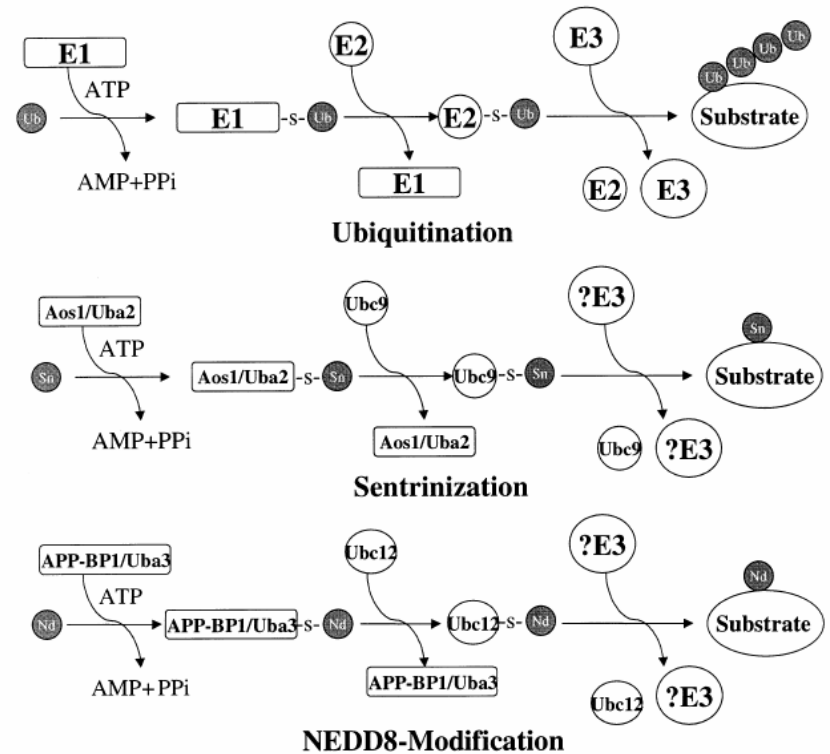 E1
E2
E3
Ub Ub Ub Ub
ATP
Ub
E1 -s- Ub
E2 -s- Ub
Substrate
AMP+PPi
E1
E2
E3
Ubiquitination
Aos1/Uba2
Ubc9
?E3
ATP
Sn
Sn
Aos1/Uba2 -s- Sn
Ubc9 -s- Sn
Substrate
AMP+PPi
Aos1/Uba2
Ubc9
?E3
Sentrinization
APP-BP1/Uba3
Ubc12
?E3
ATP
Nd
Nd
APP-BP1/Uba3 -s- Nd
Ubc12 -s- Nd
Substrate
AMP+PPi
APP-BP1/Uba3
Ubc12
?E3
NEDD8-Modification